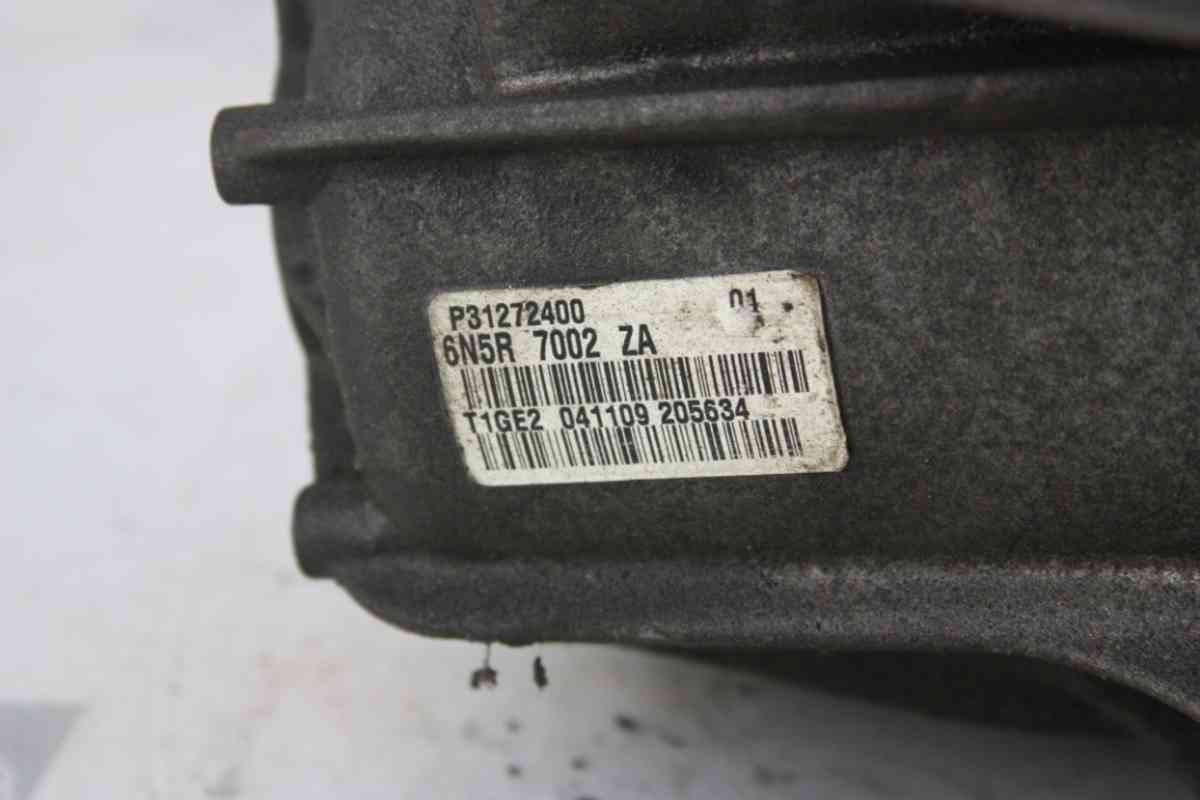 P31272400 01
6N5R 7002 ZA
T1GE2 041109 205634